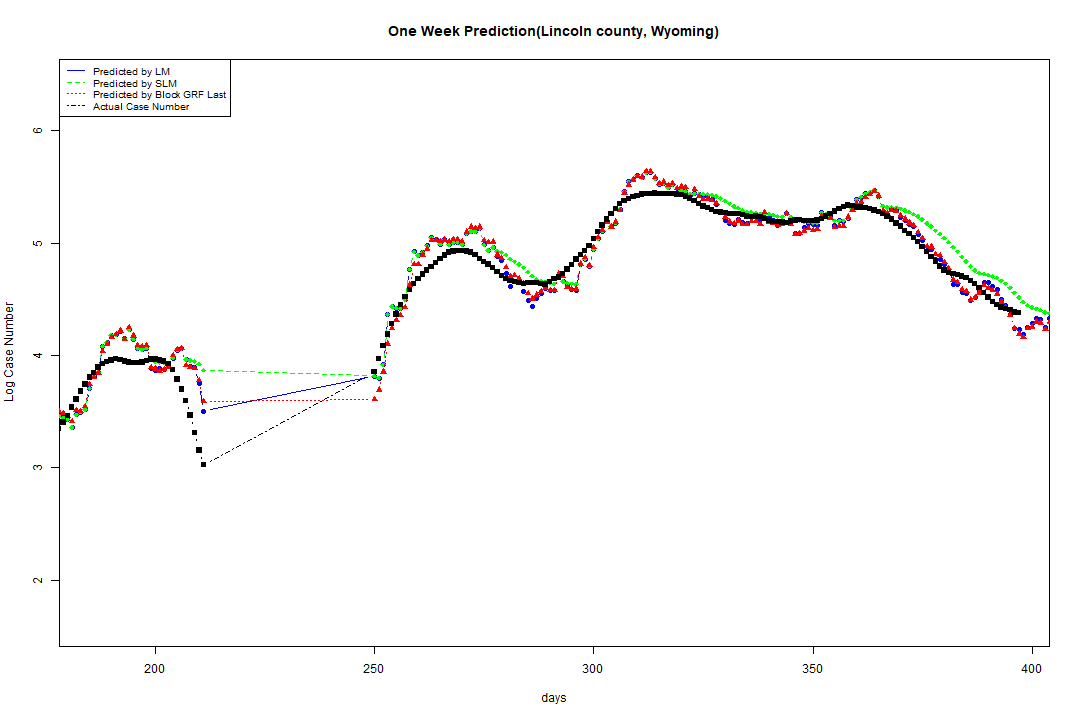 One Week Prediction(Lincoln county, Wyoming)
Predicted by LM
Predicted by SLM
Predicted by Block GRF Last
Actual Case Number
6
5
4
3
2
Log Case Number
200
250
300
350
400
days